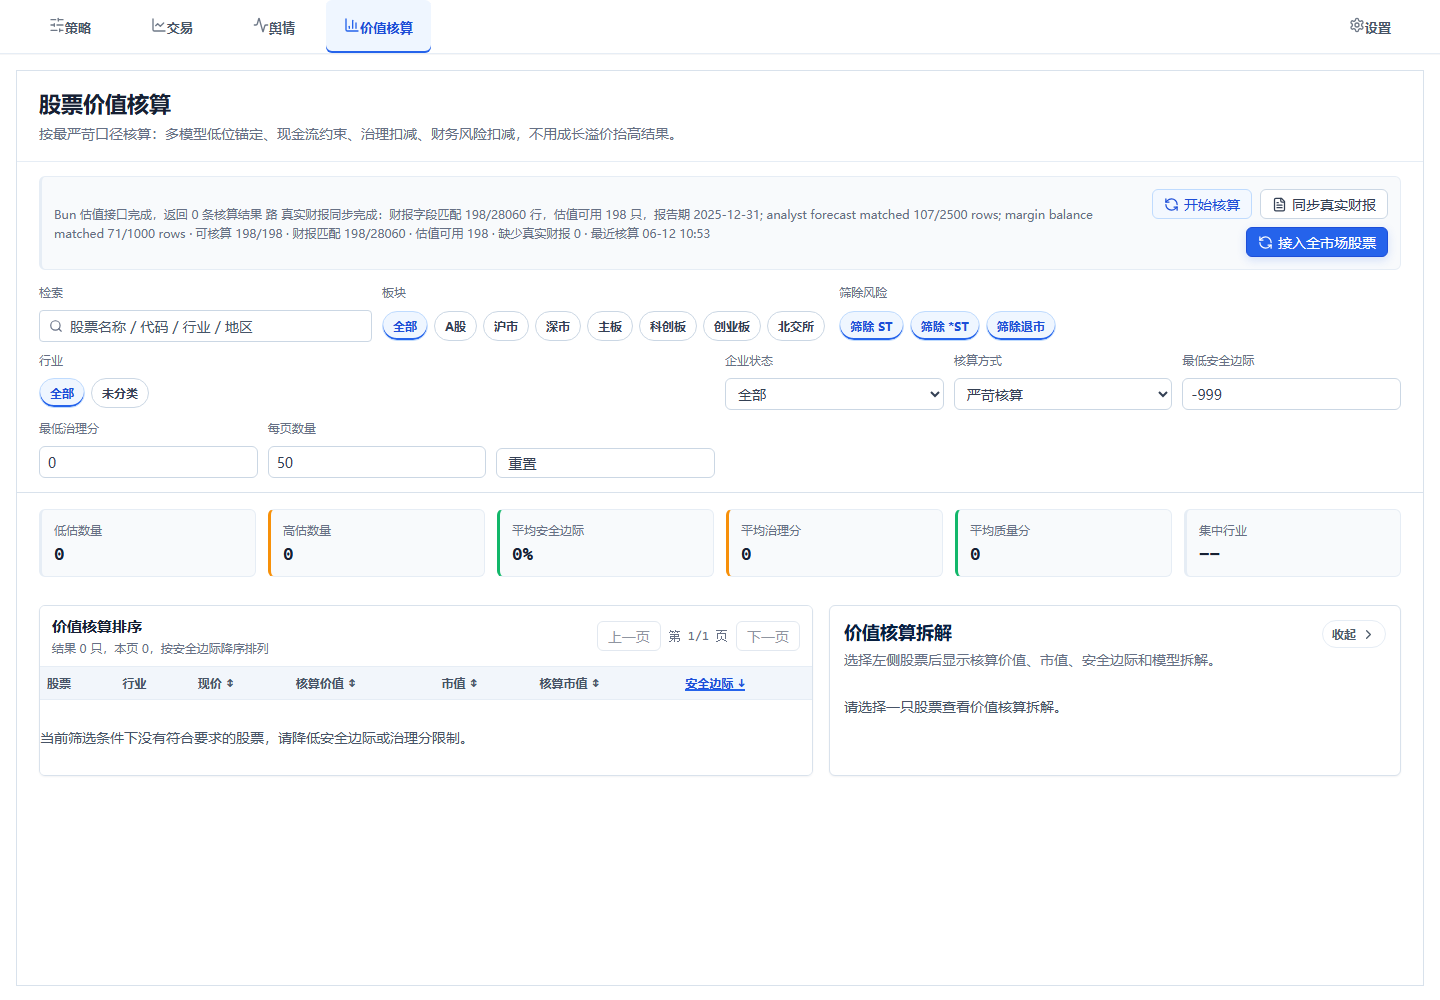 策略 交易 舆情 价值核算 设置
股票价值核算
按最严苛口径核算：多模型低位锚定、现金流约束、治理扣减、财务风险扣减，不用成长溢价抬高结果。
Bun 估值接口完成，返回 0 条核算结果 路 真实财报同步完成：财报字段匹配 198/28060 行，估值可用 198 只，报告期 2025-12-31; analyst forecast matched 107/2500 rows; margin balance
matched 71/1000 rows · 可核算 198/198 · 财报匹配 198/28060 · 估值可用 198 · 缺少真实财报 0 · 最近核算 06-12 10:53
开始核算 同步真实财报
接入全市场股票
检索 板块 筛除风险
股票名称 / 代码 / 行业 / 地区 全部 A股 沪市 深市 主板 科创板 创业板 北交所 筛除 ST 筛除 *ST 筛除退市
行业 企业状态 核算方式 最低安全边际
全部 未分类 全部 严苛核算 -999
最低治理分 每页数量
0 50 重置
低估数量 高估数量 平均安全边际 平均治理分 平均质量分 集中行业
0 0 0% 0 0 --
价值核算排序
结果 0 只，本页 0，按安全边际降序排列
上一页 第 1/1 页 下一页
股票 行业 现价 核算价值 市值 核算市值 安全边际
当前筛选条件下没有符合要求的股票，请降低安全边际或治理分限制。
价值核算拆解 收起
选择左侧股票后显示核算价值、市值、安全边际和模型拆解。
请选择一只股票查看价值核算拆解。